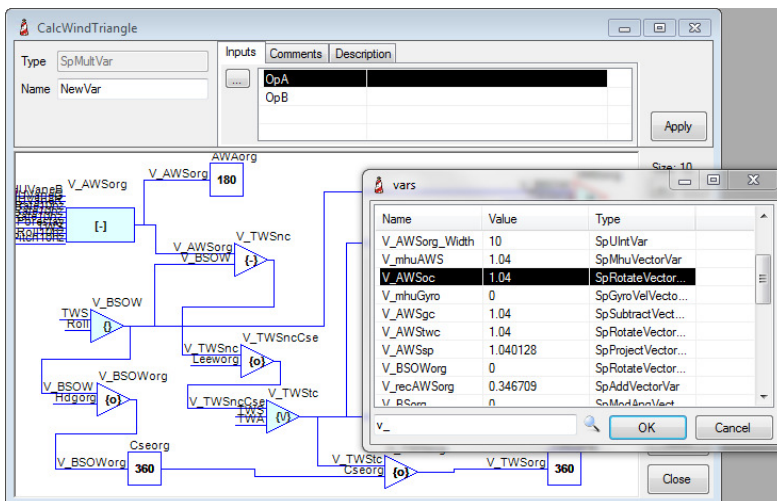 CalcWindTriangle
Type SpMultVar
Name NewVar
Inputs Comments Description
...
OpA
OpB
Apply
AWAorg
V_AWSorg
180
V_AWSorg
[-]
V_AWSorg
V_BSOW
V_TWSnc
{-}
V_BSOW
TWS
Roll
{}
V_TWSnc
Leeworg
V_TWSncCse
{o}
V_BSOW
Hdgorg
V_BSOWorg
{o}
V_TWSncCse
TWS
TWA
V_TWStc
{V}
V_BSOWorg
Cseorg
360
V_TWStc
Cseorg
{o}
V_TWSorg
360
Size: 10
Close
vars
Name Value Type
V_AWSorg_Width 10 SpUIntVar
V_mhuAWS 1.04 SpMhuVectorVar
V_AWSoc 1.04 SpRotateVector...
V_mhuGyro 0 SpGyroVelVecto...
V_AWSgc 1.04 SpSubtractVect...
V_AWStwc 1.04 SpRotateVector...
V_AWSsp 1.040128 SpProjectVector...
V_BSOWorg 0 SpRotateVector...
V_recAWSorg 0.346709 SpAddVectorVar
V_BSorg 0 SpModAngVect...
v_
OK Cancel